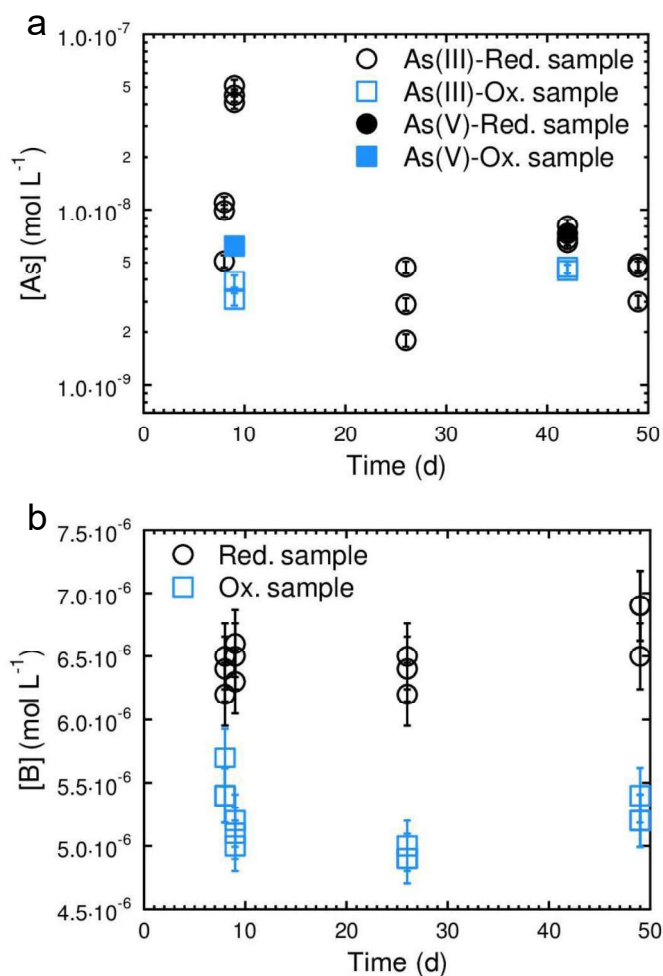 a
1.0·10⁻⁷
5
2
1.0·10⁻⁸
5
2
1.0·10⁻⁹
[As] (mol L⁻¹)
As(III)-Red. sample
As(III)-Ox. sample
As(V)-Red. sample
As(V)-Ox. sample
0 10 20 30 40 50
Time (d)
b
7.5·10⁻⁶
7.0·10⁻⁶
6.5·10⁻⁶
6.0·10⁻⁶
5.5·10⁻⁶
5.0·10⁻⁶
4.5·10⁻⁶
[B] (mol L⁻¹)
Red. sample
Ox. sample
0 10 20 30 40 50
Time (d)